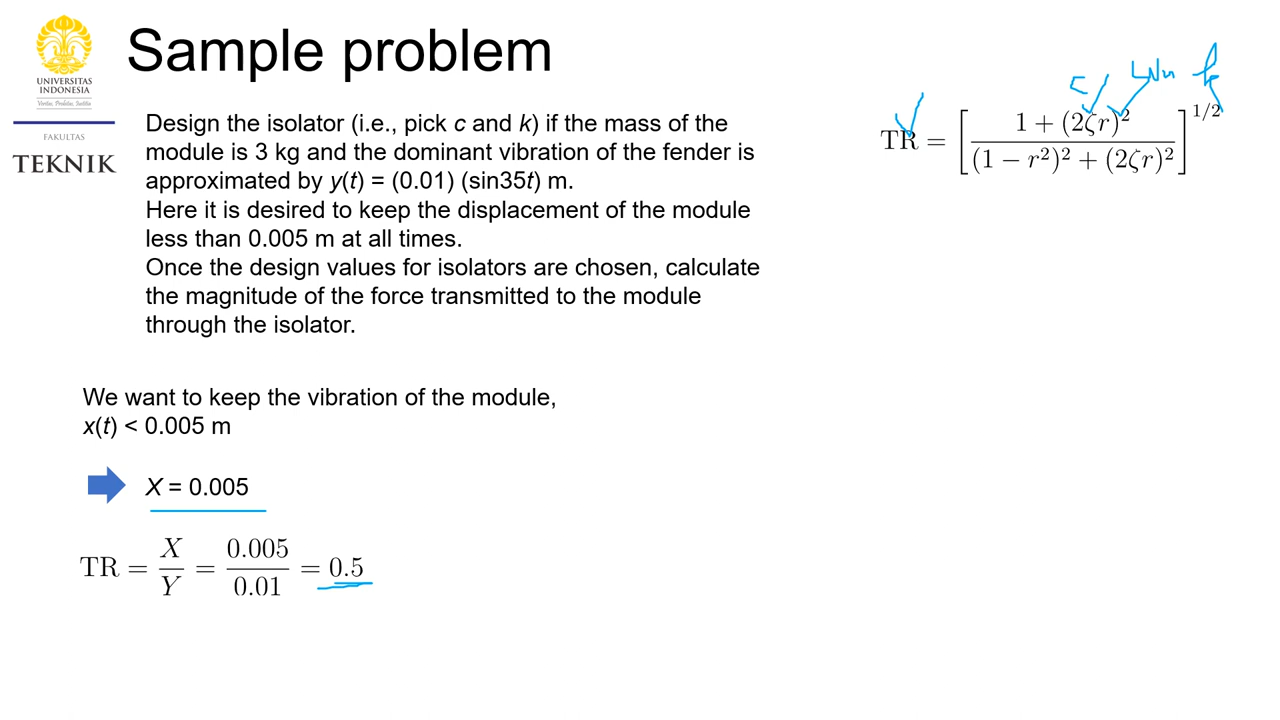 UNIVERSITAS
INDONESIA
Veritas, Probitas, Iustitia
FAKULTAS
TEKNIK
Sample problem
Design the isolator (i.e., pick c and k) if the mass of the
module is 3 kg and the dominant vibration of the fender is
approximated by y(t) = (0.01) (sin35t) m.
Here it is desired to keep the displacement of the module
less than 0.005 m at all times.
Once the design values for isolators are chosen, calculate
the magnitude of the force transmitted to the module
through the isolator.
TR = [ (1 + (2ζr)²) / ((1 − r²)² + (2ζr)²) ]^1/2
We want to keep the vibration of the module,
x(t) < 0.005 m
X = 0.005
TR = X/Y = 0.005/0.01 = 0.5